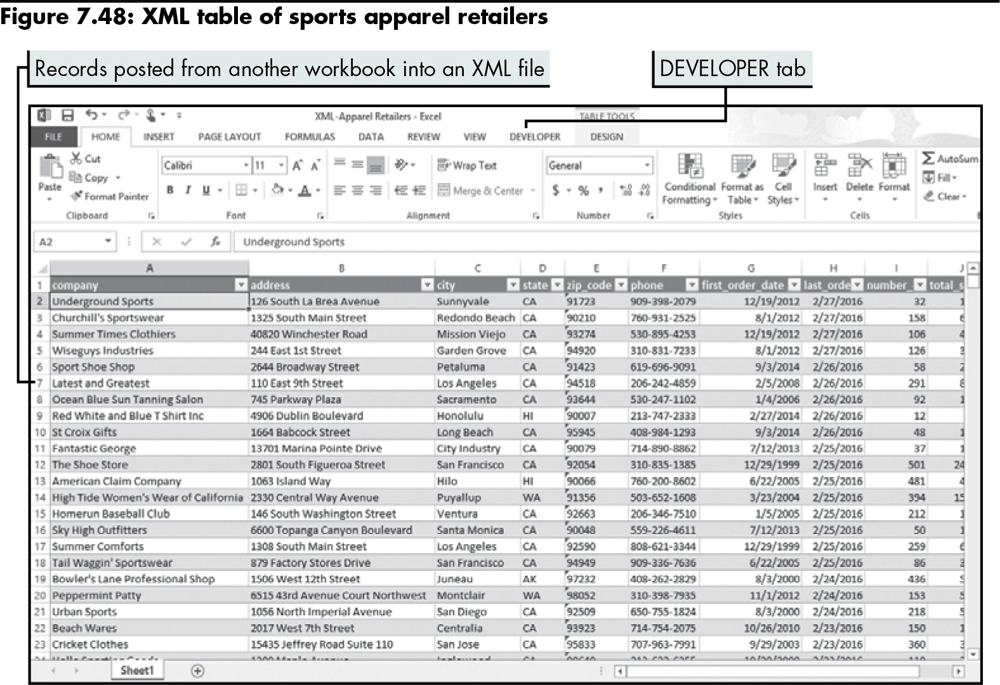 Figure 7.48: XML table of sports apparel retailers
Records posted from another workbook into an XML file
DEVELOPER tab
XML-Apparel Retailers - Excel
TABLE TOOLS
FILE HOME INSERT PAGE LAYOUT FORMULAS DATA REVIEW VIEW DEVELOPER DESIGN
Cut
Copy
Format Painter
Paste
Clipboard
Calibri 11
B I U
Font
Wrap Text
Merge & Center
Alignment
General
$ % ,
Number
Conditional Formatting
Format as Table
Cell Styles
Styles
Insert Delete Format
Cells
AutoSum
Fill
Clear
A2 fx Underground Sports
A B C D E F G H I J
1 company address city state zip_code phone first_order_date last_orde number_ total_s
2 Underground Sports 126 South La Brea Avenue Sunnyvale CA 91723 909-398-2079 12/19/2012 2/27/2016 32 1
3 Churchill's Sportswear 1325 South Main Street Redondo Beach CA 90210 760-931-2525 8/1/2012 2/27/2016 158 6
4 Summer Times Clothiers 40820 Winchester Road Mission Viejo CA 93274 530-895-4253 12/19/2012 2/27/2016 106 4
5 Wiseguys Industries 244 East 1st Street Garden Grove CA 94920 310-831-7233 8/1/2012 2/27/2016 126 3
6 Sport Shoe Shop 2644 Broadway Street Petaluma CA 91423 619-696-9091 9/3/2014 2/26/2016 58 2
7 Latest and Greatest 110 East 9th Street Los Angeles CA 94518 206-242-4859 2/5/2008 2/26/2016 291 8
8 Ocean Blue Sun Tanning Salon 745 Parkway Plaza Sacramento CA 93644 530-247-1102 1/4/2006 2/26/2016 92 1
9 Red White and Blue T Shirt Inc 4906 Dublin Boulevard Honolulu HI 90007 213-747-2333 2/27/2014 2/26/2016 12
10 St Croix Gifts 1664 Babcock Street Long Beach CA 95945 408-984-1293 9/3/2014 2/26/2016 48 1
11 Fantastic George 13701 Marina Pointe Drive City Industry CA 90079 714-890-8862 7/12/2013 2/25/2016 37 1
12 The Shoe Store 2801 South Figueroa Street San Francisco CA 92054 310-835-1385 12/29/1999 2/25/2016 501 24
13 American Claim Company 1063 Island Way Hilo HI 90066 760-200-8602 6/22/2005 2/25/2016 481 4
14 High Tide Women's Wear of California 2330 Central Way Avenue Puyallup WA 91356 503-652-1608 3/23/2004 2/25/2016 394 15
15 Homerun Baseball Club 146 South Washington Street Ventura CA 92663 206-346-7510 1/5/2005 2/25/2016 212 1
16 Sky High Outfitters 6600 Topanga Canyon Boulevard Santa Monica CA 90048 559-226-4611 7/12/2013 2/25/2016 50 1
17 Summer Comforts 1308 South Main Street Los Angeles CA 92590 808-621-3344 12/29/1999 2/25/2016 259 6
18 Tail Waggin' Sportswear 879 Factory Stores Drive San Francisco CA 94949 909-336-7636 6/22/2005 2/25/2016 86 3
19 Bowler's Lane Professional Shop 1506 West 12th Street Juneau AK 97232 408-262-2829 8/3/2000 2/24/2016 436 5
20 Peppermint Patty 6515 43rd Avenue Court Northwest Montclair WA 98052 310-398-7935 11/1/2012 2/24/2016 153 5
21 Urban Sports 1056 North Imperial Avenue San Diego CA 92509 650-755-1824 8/3/2000 2/24/2016 218 5
22 Beach Wares 2017 West 7th Street Centralia CA 93923 714-754-2075 10/26/2010 2/23/2016 150 1
23 Cricket Clothes 15435 Jeffrey Road Suite 110 San Jose CA 95833 707-963-7991 9/29/2003 2/23/2016 360 3
Sheet1